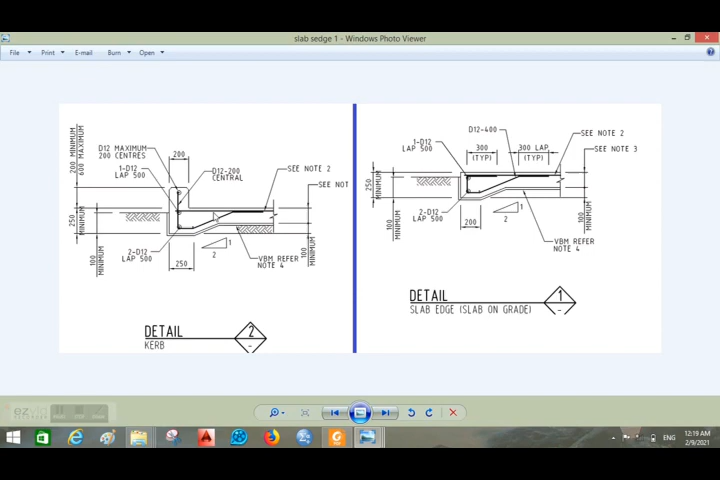 slab sedge 1 - Windows Photo Viewer
File Print E-mail Burn Open
200 MINIMUM
600 MAXIMUM
D12 MAXIMUM
200 CENTRES
200
1-D12
LAP 500
D12-200
CENTRAL
SEE NOTE 2
SEE NOT
250
MINIMUM
100
MINIMUM
2-D12
LAP 500
250
1
2
VBM REFER
NOTE 4
100
MINIMUM
DETAIL
KERB
2
-
D12-400
1-D12
LAP 500
300
(TYP)
300 LAP
(TYP)
SEE NOTE 2
SEE NOTE 3
250
MINIMUM
100
MINIMUM
2-D12
LAP 500
200
1
2
VBM REFER
NOTE 4
100
MINIMUM
DETAIL
SLAB EDGE (SLAB ON GRADE)
1
-
ezvid
ENG
12:19 AM
2/9/2021